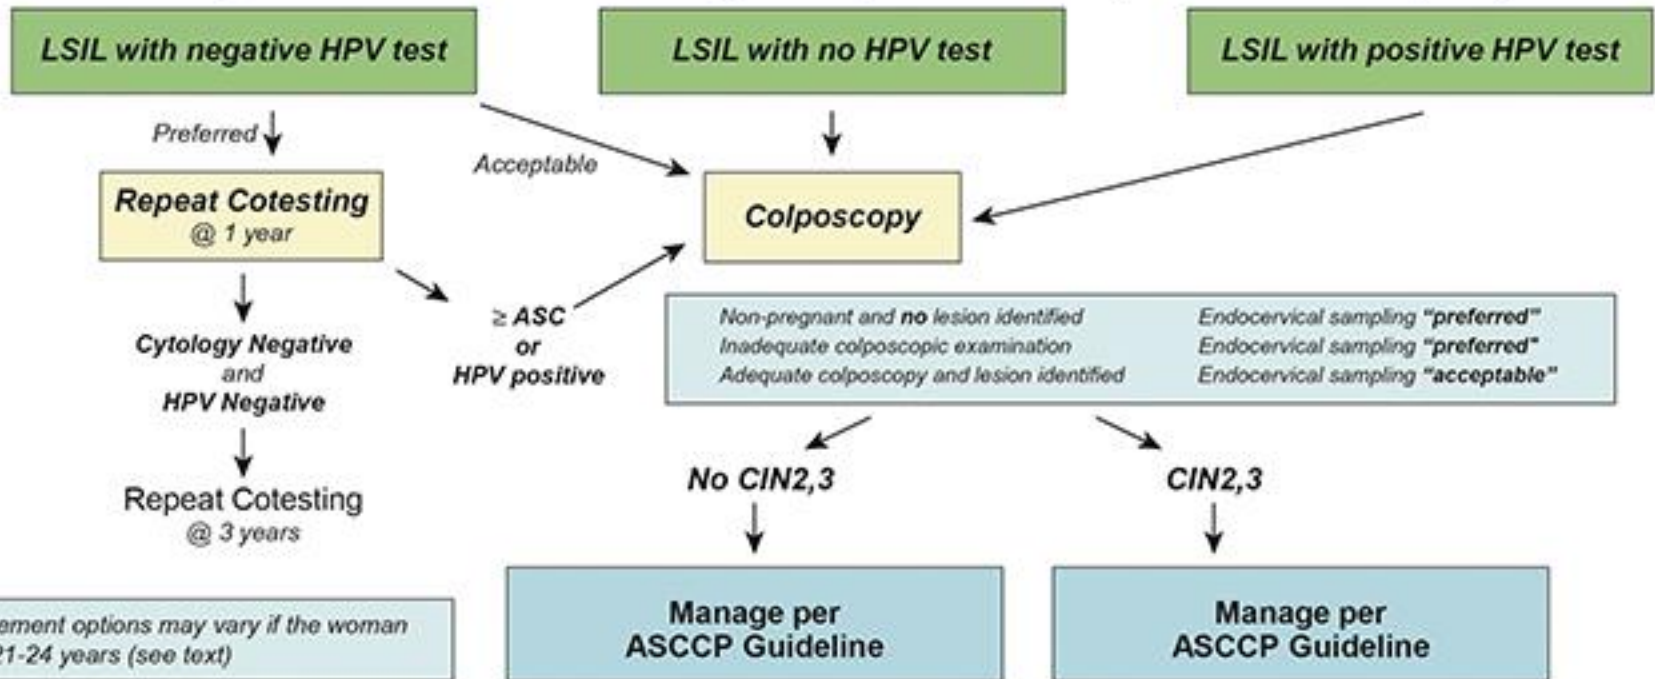 LSIL with negative HPV test
LSIL with no HPV test
LSIL with positive HPV test
Preferred
Acceptable
Repeat Cotesting
@ 1 year
Colposcopy
≥ ASC
or
HPV positive
Cytology Negative
and
HPV Negative
Repeat Cotesting
@ 3 years
Non-pregnant and no lesion identified Endocervical sampling “preferred”
Inadequate colposcopic examination Endocervical sampling “preferred”
Adequate colposcopy and lesion identified Endocervical sampling “acceptable”
No CIN2,3
CIN2,3
Manage per
ASCCP Guideline
Manage per
ASCCP Guideline
ement options may vary if the woman
21-24 years (see text)